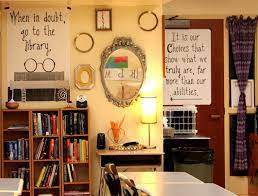 When in doubt,
go to the
library.
It is our
Choices that
show what we
truly are, far
more than our
abilities.